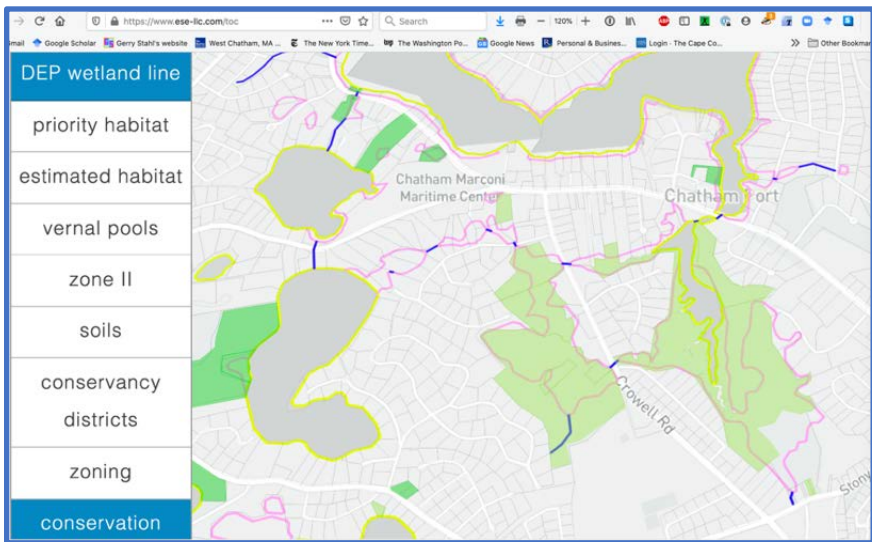 https://www.ese-llc.com/toc
Search
120%
Gmail
Google Scholar
Gerry Stahl's website
West Chatham, MA ...
The New York Time...
The Washington Po...
Google News
Personal & Busines...
Login - The Cape Co...
Other Bookmar
DEP wetland line
priority habitat
estimated habitat
vernal pools
zone II
soils
conservancy
districts
zoning
conservation
Chatham Marconi
Maritime Center
Chatham Port
Crowell Rd
Stony